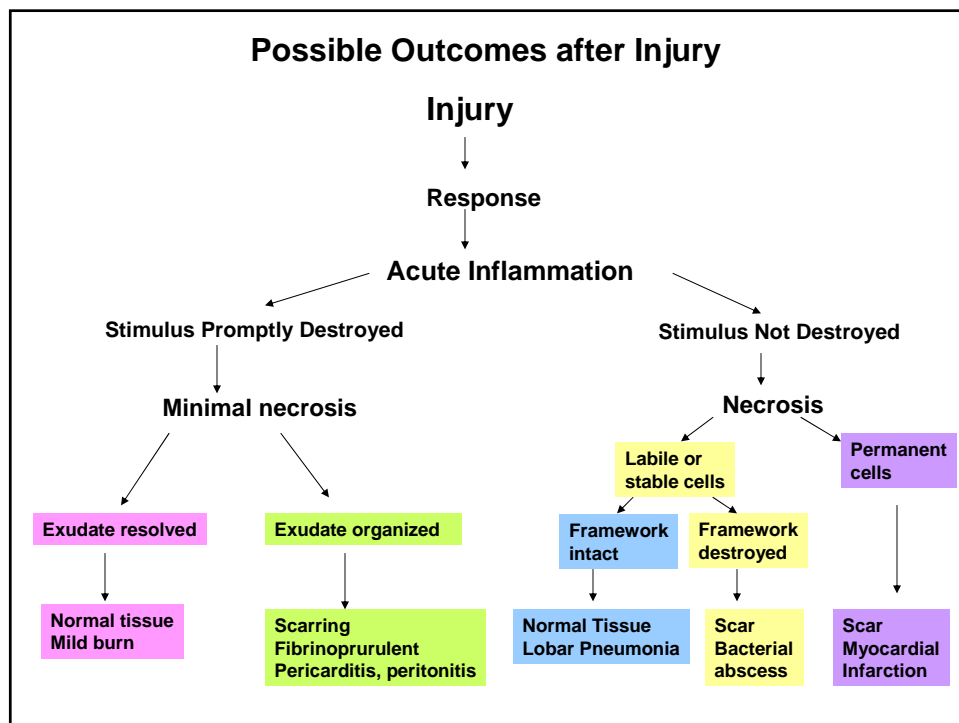 Possible Outcomes after Injury
Injury
Response
Acute Inflammation
Stimulus Promptly Destroyed
Stimulus Not Destroyed
Minimal necrosis
Necrosis
Labile or
stable cells
Permanent
cells
Exudate resolved
Exudate organized
Framework
intact
Framework
destroyed
Normal tissue
Mild burn
Scarring
Fibrinoprurulent
Pericarditis, peritonitis
Normal Tissue
Lobar Pneumonia
Scar
Bacterial
abscess
Scar
Myocardial
Infarction